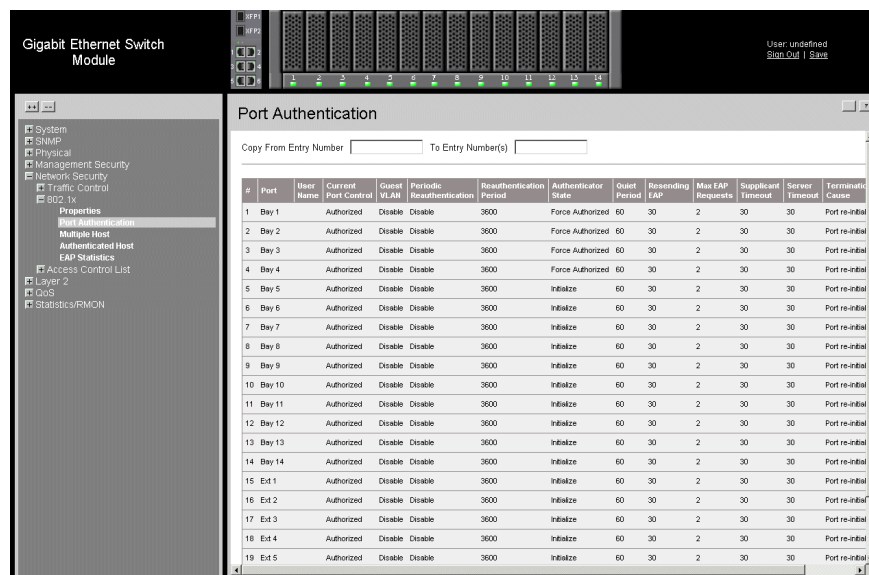 Gigabit Ethernet Switch
Module
XFP1
XFP2
1 2
3 4
5 6
1 2 3 4 5 6 7 8 9 10 11 12 13 14
User: undefined
Sign Out | Save
++ --
System
SNMP
Physical
Management Security
Network Security
Traffic Control
802.1x
Properties
Port Authentication
Multiple Host
Authenticated Host
EAP Statistics
Access Control List
Layer 2
QoS
Statistics/RMON
Port Authentication
?
Copy From Entry Number To Entry Number(s)
# Port User Name Current Port Control Guest VLAN Periodic Reauthentication Reauthentication Period Authenticator State Quiet Period Resending EAP Max EAP Requests Supplicant Timeout Server Timeout Terminatio Cause
1 Bay 1 Authorized Disable Disable 3600 Force Authorized 60 30 2 30 30 Port re-initial
2 Bay 2 Authorized Disable Disable 3600 Force Authorized 60 30 2 30 30 Port re-initial
3 Bay 3 Authorized Disable Disable 3600 Force Authorized 60 30 2 30 30 Port re-initial
4 Bay 4 Authorized Disable Disable 3600 Force Authorized 60 30 2 30 30 Port re-initial
5 Bay 5 Authorized Disable Disable 3600 Initialize 60 30 2 30 30 Port re-initial
6 Bay 6 Authorized Disable Disable 3600 Initialize 60 30 2 30 30 Port re-initial
7 Bay 7 Authorized Disable Disable 3600 Initialize 60 30 2 30 30 Port re-initial
8 Bay 8 Authorized Disable Disable 3600 Initialize 60 30 2 30 30 Port re-initial
9 Bay 9 Authorized Disable Disable 3600 Initialize 60 30 2 30 30 Port re-initial
10 Bay 10 Authorized Disable Disable 3600 Initialize 60 30 2 30 30 Port re-initial
11 Bay 11 Authorized Disable Disable 3600 Initialize 60 30 2 30 30 Port re-initial
12 Bay 12 Authorized Disable Disable 3600 Initialize 60 30 2 30 30 Port re-initial
13 Bay 13 Authorized Disable Disable 3600 Initialize 60 30 2 30 30 Port re-initial
14 Bay 14 Authorized Disable Disable 3600 Initialize 60 30 2 30 30 Port re-initial
15 Ext 1 Authorized Disable Disable 3600 Initialize 60 30 2 30 30 Port re-initial
16 Ext 2 Authorized Disable Disable 3600 Initialize 60 30 2 30 30 Port re-initial
17 Ext 3 Authorized Disable Disable 3600 Initialize 60 30 2 30 30 Port re-initial
18 Ext 4 Authorized Disable Disable 3600 Initialize 60 30 2 30 30 Port re-initial
19 Ext 5 Authorized Disable Disable 3600 Initialize 60 30 2 30 30 Port re-initial